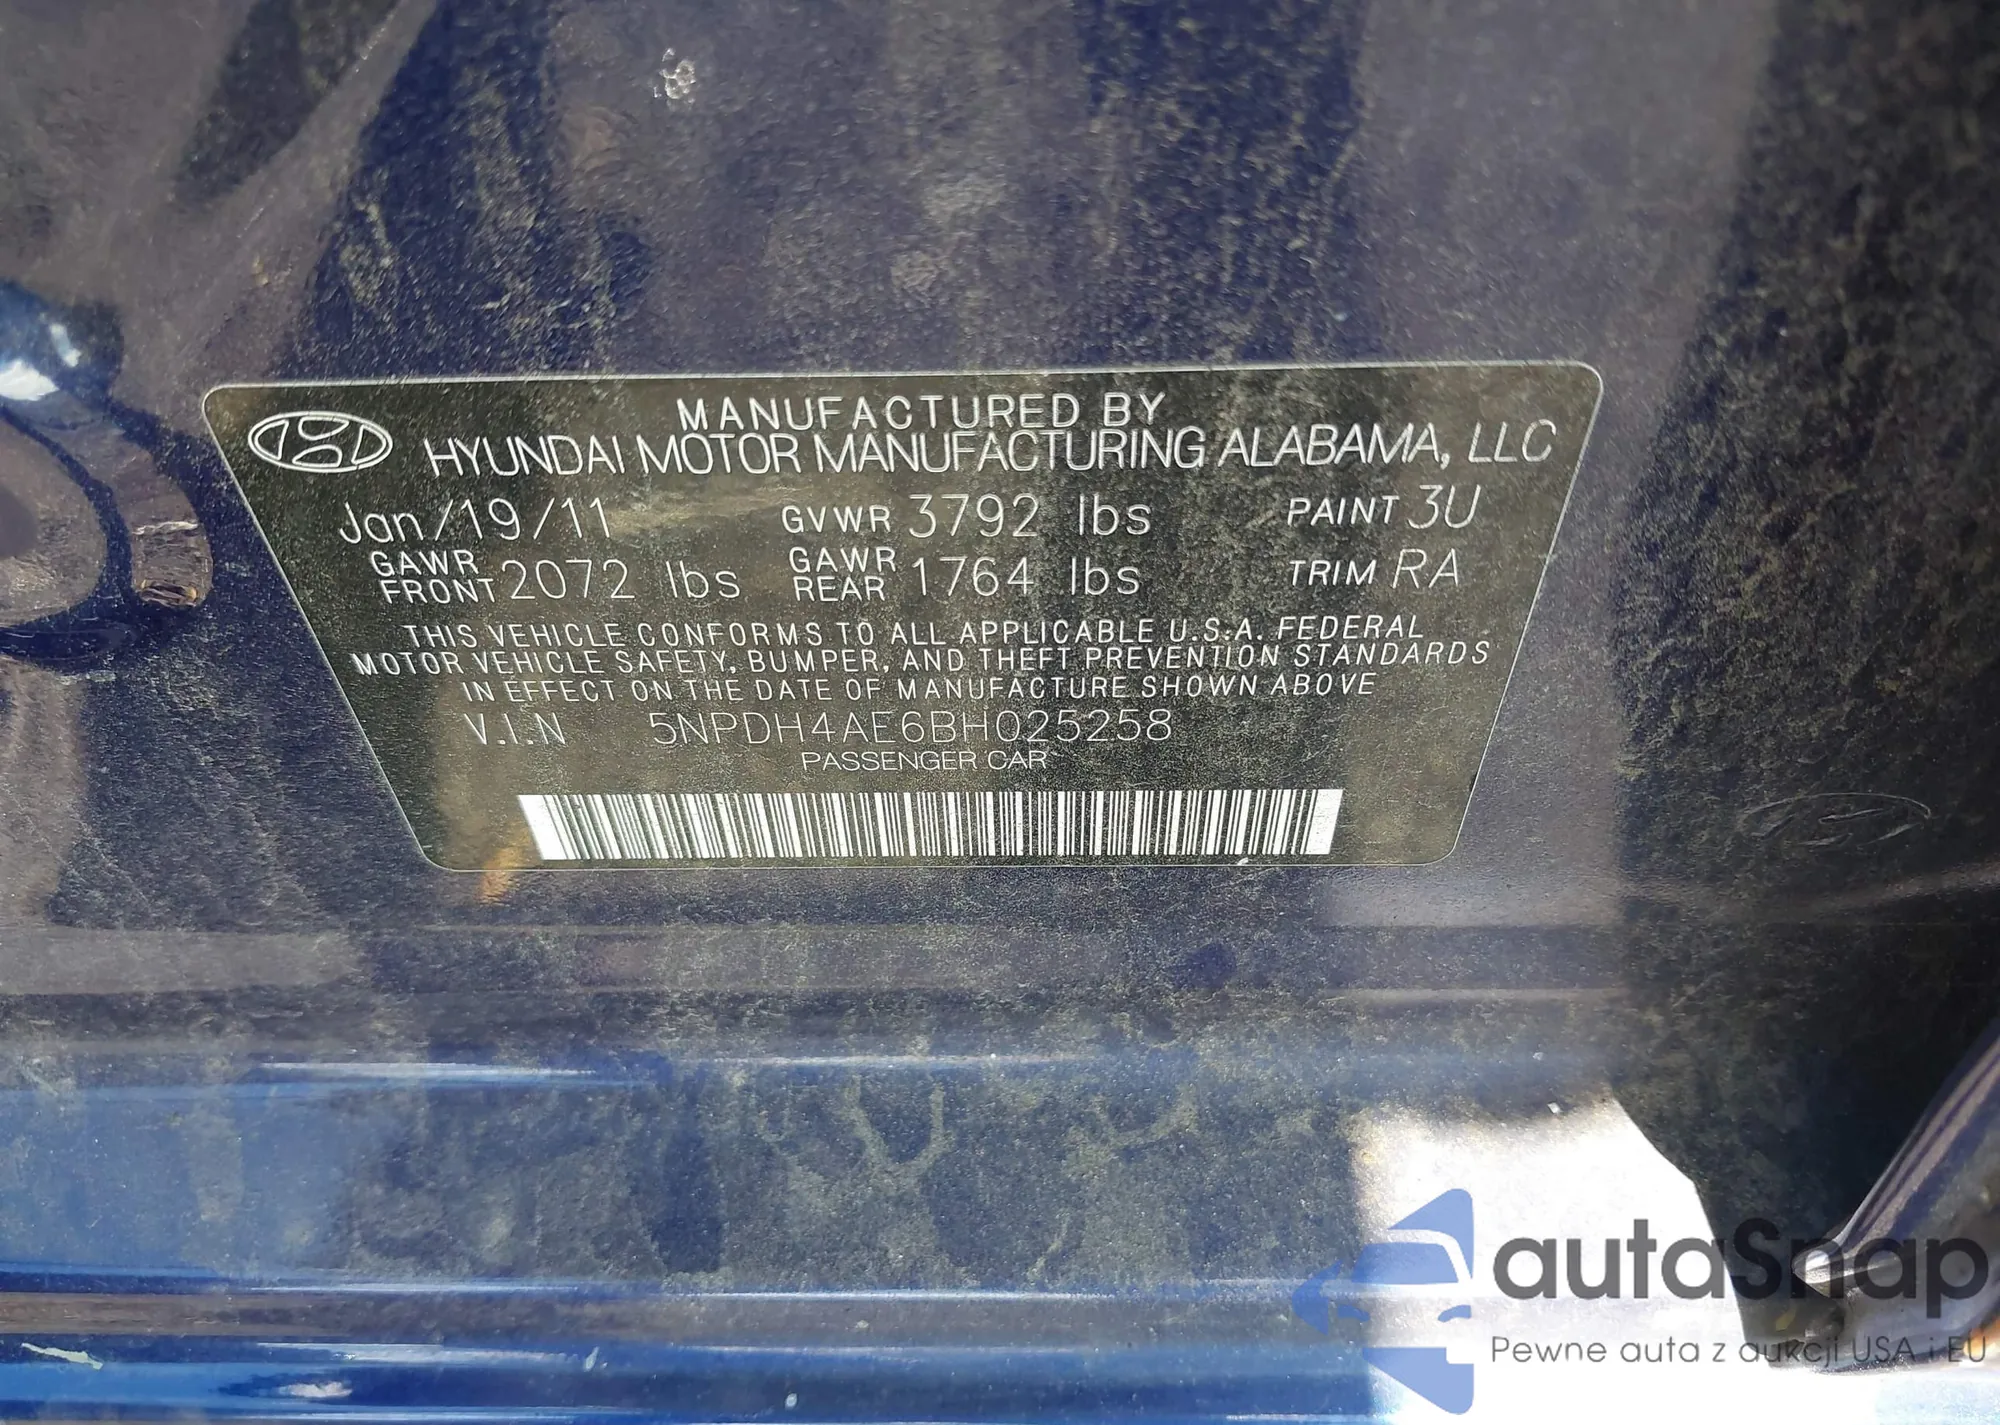 MANUFACTURED BY
HYUNDAI MOTOR MANUFACTURING ALABAMA, LLC
Jan/19/11 GVWR 3792 lbs PAINT 3U
GAWR FRONT 2072 lbs GAWR REAR 1764 lbs TRIM RA
THIS VEHICLE CONFORMS TO ALL APPLICABLE U.S.A. FEDERAL
MOTOR VEHICLE SAFETY, BUMPER, AND THEFT PREVENTION STANDARDS
IN EFFECT ON THE DATE OF MANUFACTURE SHOWN ABOVE
V.I.N 5NPDH4AE6BH025258
PASSENGER CAR
autaSnap
Pewne auta z aukcji USA i EU